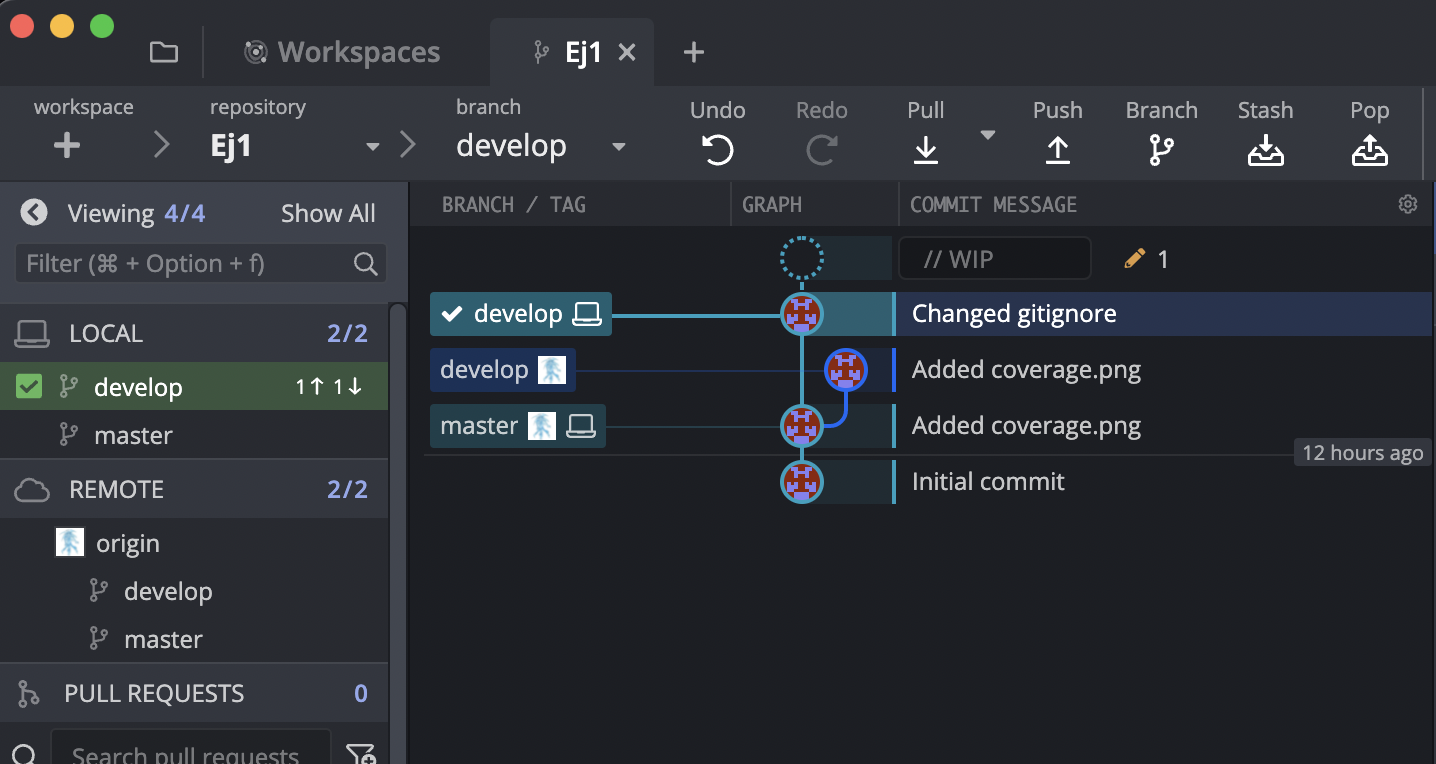 Workspaces
Ej1
workspace
repository
Ej1
branch
develop
Undo
Redo
Pull
Push
Branch
Stash
Pop
Viewing 4/4
Show All
Filter (⌘ + Option + f)
LOCAL 2/2
develop 1↑ 1↓
master
REMOTE 2/2
origin
develop
master
PULL REQUESTS 0
Search pull requests
BRANCH / TAG
GRAPH
COMMIT MESSAGE
// WIP
1
develop
Changed gitignore
develop
Added coverage.png
master
Added coverage.png
12 hours ago
Initial commit